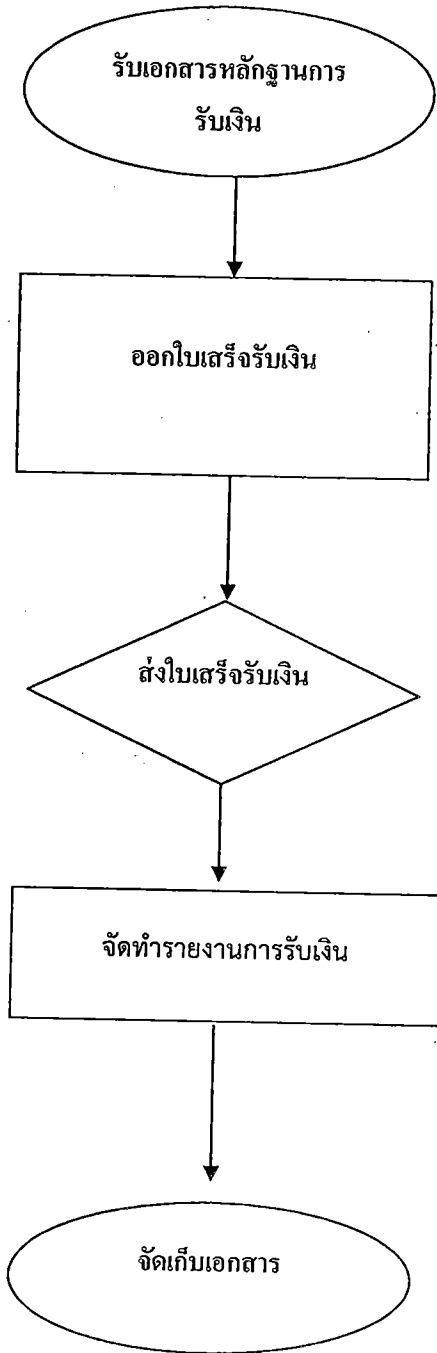 รับเอกสารหลักฐานการ
รับเงิน
ออกใบเสร็จรับเงิน
ส่งใบเสร็จรับเงิน
จัดทำรายงานการรับเงิน
จัดเก็บเอกสาร